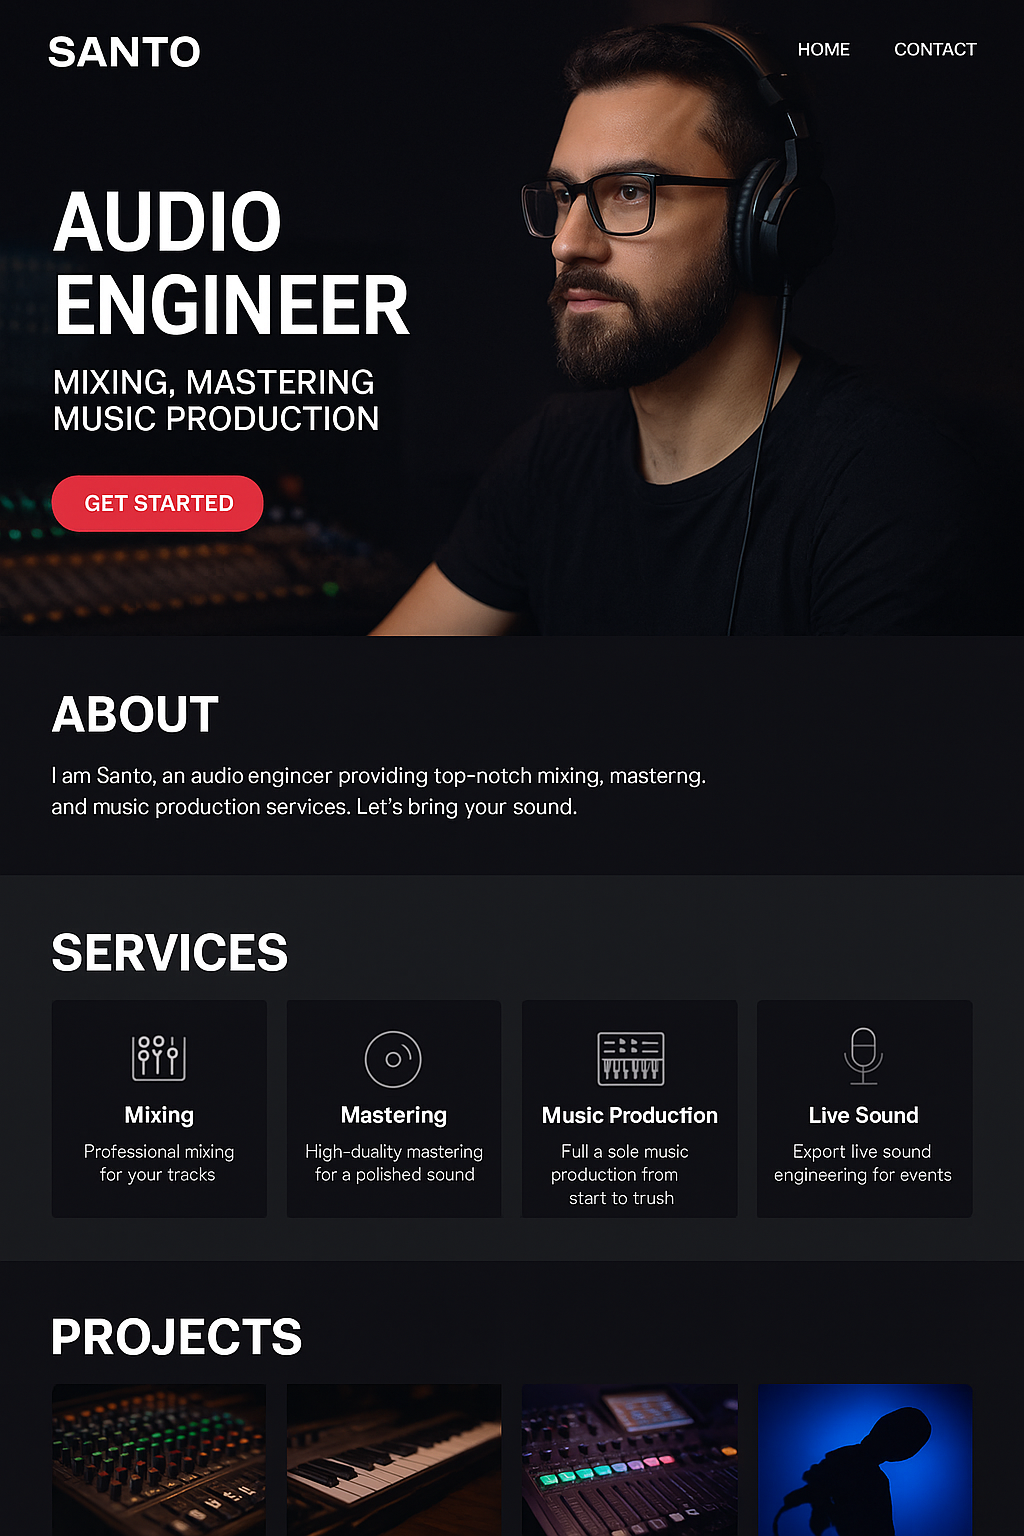 SANTO
HOME
CONTACT
AUDIO
ENGINEER
MIXING, MASTERING
MUSIC PRODUCTION
GET STARTED
ABOUT
I am Santo, an audio engincer providing top-notch mixing, masterng.
and music production services. Let's bring your sound.
SERVICES
Mixing
Professional mixing
for your tracks
Mastering
High-duality mastering
for a polished sound
Music Production
Full a sole music
production from
start to trush
Live Sound
Export live sound
engineering for events
PROJECTS